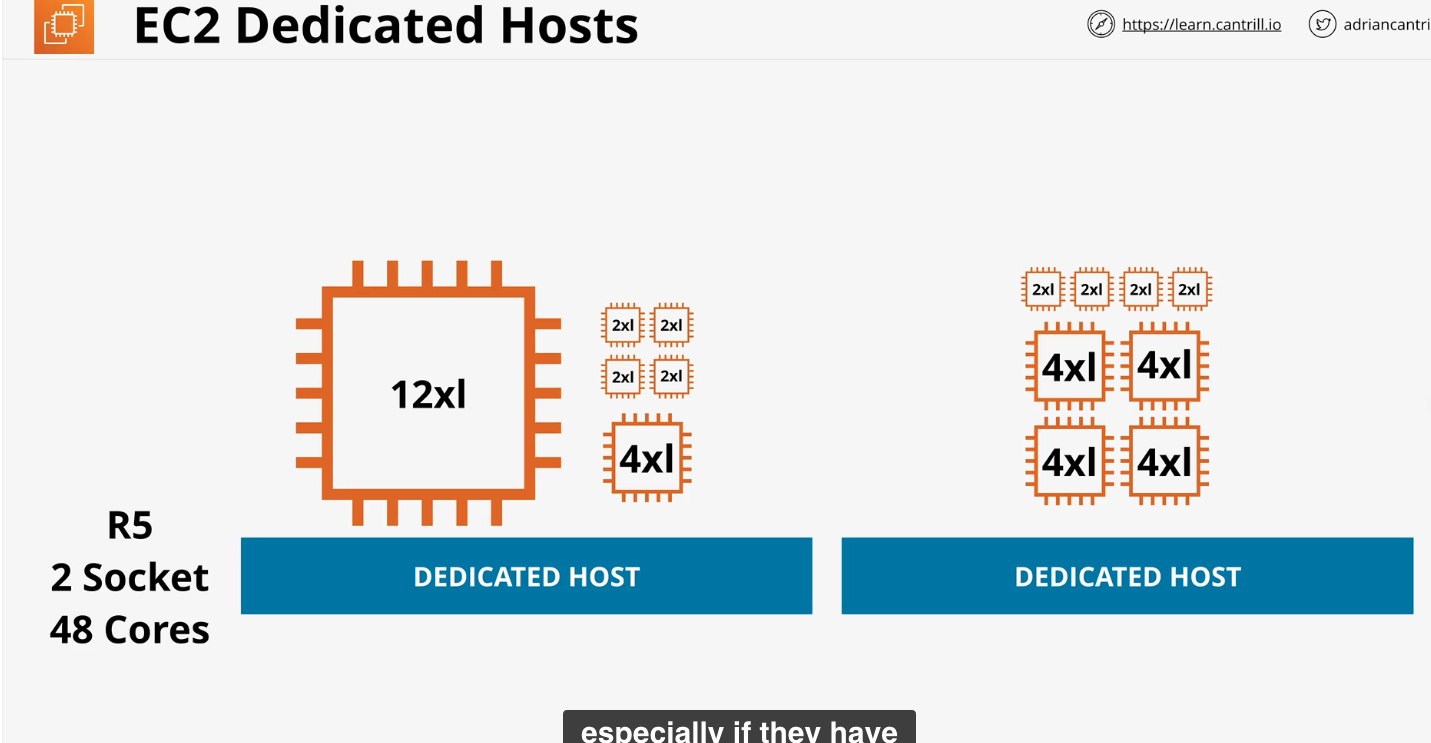 EC2 Dedicated Hosts
https://learn.cantrill.io
adriancantri
12xl
2xl 2xl
2xl 2xl
4xl
2xl 2xl 2xl 2xl
4xl 4xl
4xl 4xl
R5
2 Socket
48 Cores
DEDICATED HOST
DEDICATED HOST
especially if they have